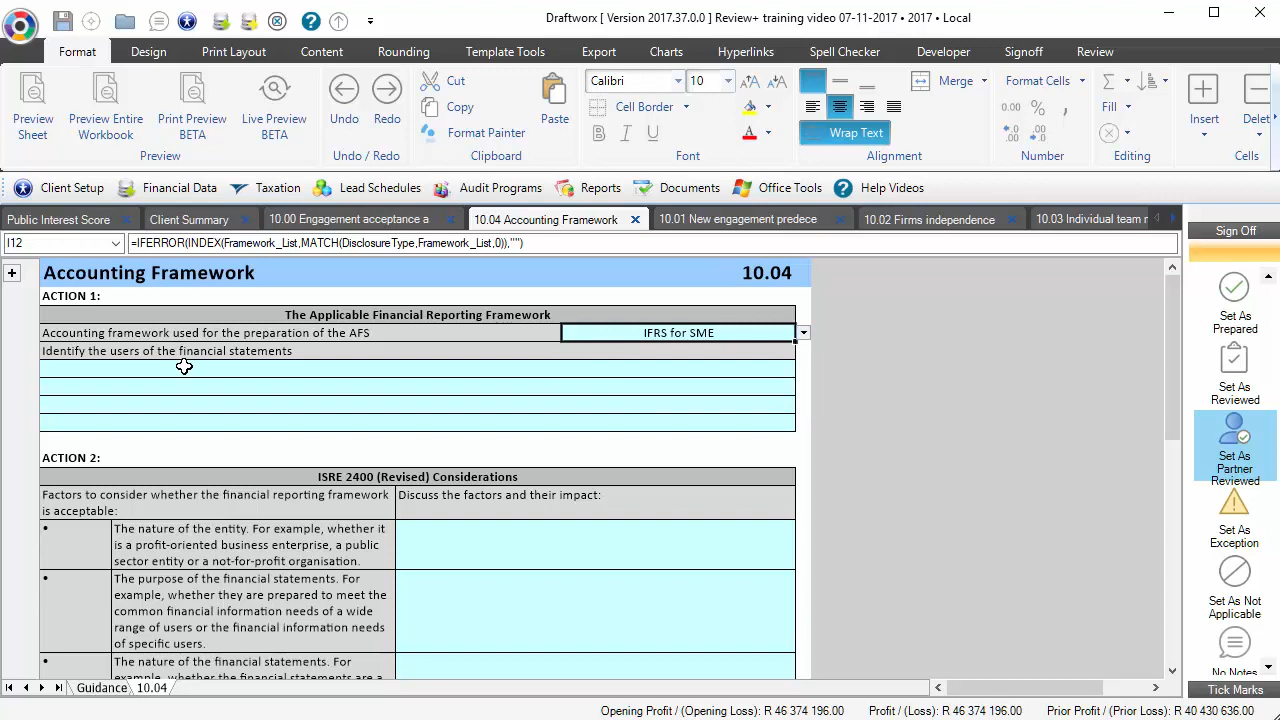 Draftworx [ Version 2017.37.0.0 ] Review+ training video 07-11-2017 • 2017 • Local
Format Design Print Layout Content Rounding Template Tools Export Charts Hyperlinks Spell Checker Developer Signoff Review
Preview Sheet
Preview Entire Workbook
Print Preview BETA
Live Preview BETA
Preview
Undo
Redo
Undo / Redo
Paste
Cut
Copy
Format Painter
Clipboard
Calibri 10
Cell Border
B I U
Font
Merge
Wrap Text
Alignment
Format Cells
0.00 % ,
Number
Fill
Editing
Insert
Delet
Cells
Client Setup Financial Data Taxation Lead Schedules Audit Programs Reports Documents Office Tools Help Videos
Public Interest Score Client Summary 10.00 Engagement acceptance a 10.04 Accounting Framework 10.01 New engagement predece 10.02 Firms independence 10.03 Individual team r
I12 =IFERROR(INDEX(Framework_List,MATCH(DisclosureType,Framework_List,0)),"")
Accounting Framework 10.04
ACTION 1:
The Applicable Financial Reporting Framework
Accounting framework used for the preparation of the AFS IFRS for SME
Identify the users of the financial statements
ACTION 2:
ISRE 2400 (Revised) Considerations
Factors to consider whether the financial reporting framework is acceptable:
Discuss the factors and their impact:
• The nature of the entity. For example, whether it
is a profit-oriented business enterprise, a public
sector entity or a not-for-profit organisation.
• The purpose of the financial statements. For
example, whether they are prepared to meet the
common financial information needs of a wide
range of users or the financial information needs
of specific users.
• The nature of the financial statements. For
example, whether the financial statements are a
Sign Off
Set As Prepared
Set As Reviewed
Set As Partner Reviewed
Set As Exception
Set As Not Applicable
No Notes
Tick Marks
Guidance 10.04
Opening Profit / (Opening Loss): R 46 374 196.00 Profit / (Loss): R 46 374 196.00 Prior Profit / (Prior Loss): R 40 430 636.00